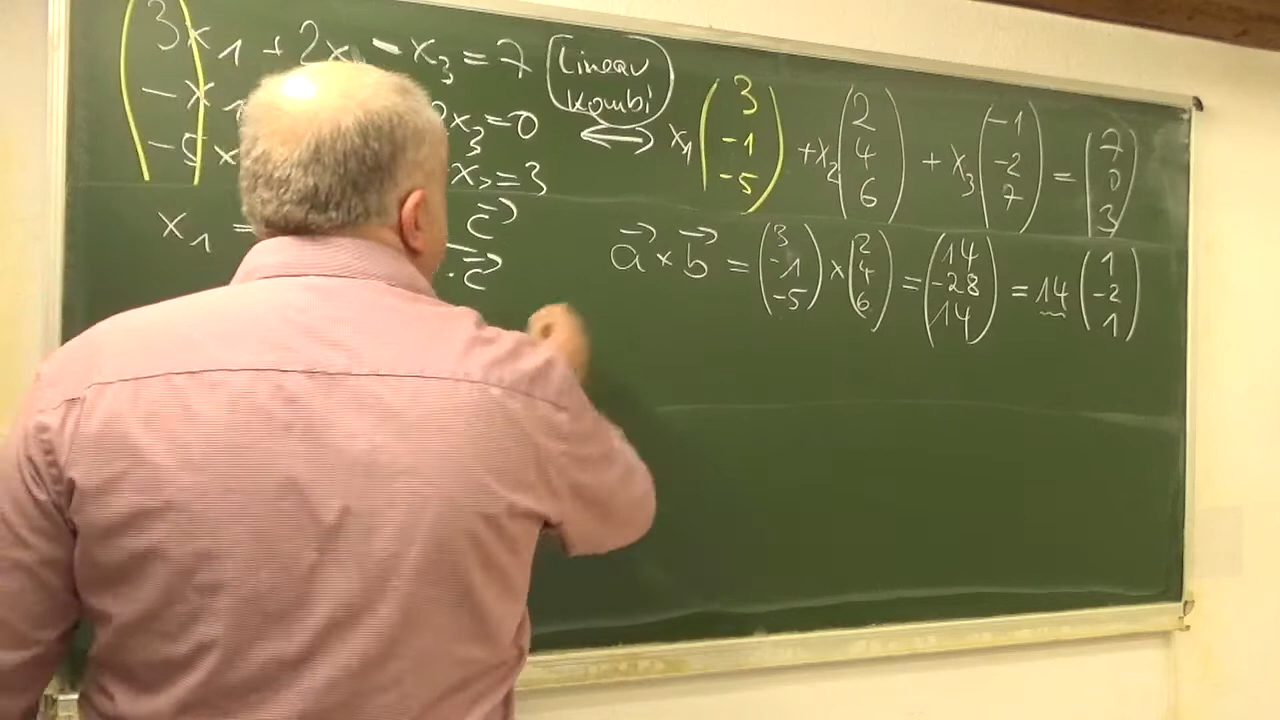 3x₁ + 2x₂ - x₃ = 7
-x₁ 2x₃ = 0
-5x x₃ = 3
Linear
Kombi
⟷ x₁ (3 -1 -5) + x₂ (2 4 6) + x₃ (-1 -2 7) = (7 0 3)
x₁ = c⃗
·c⃗
a⃗ × b⃗ = (3 -1 -5) × (2 4 6) = (14 -28 14) = 14 (1 -2 1)